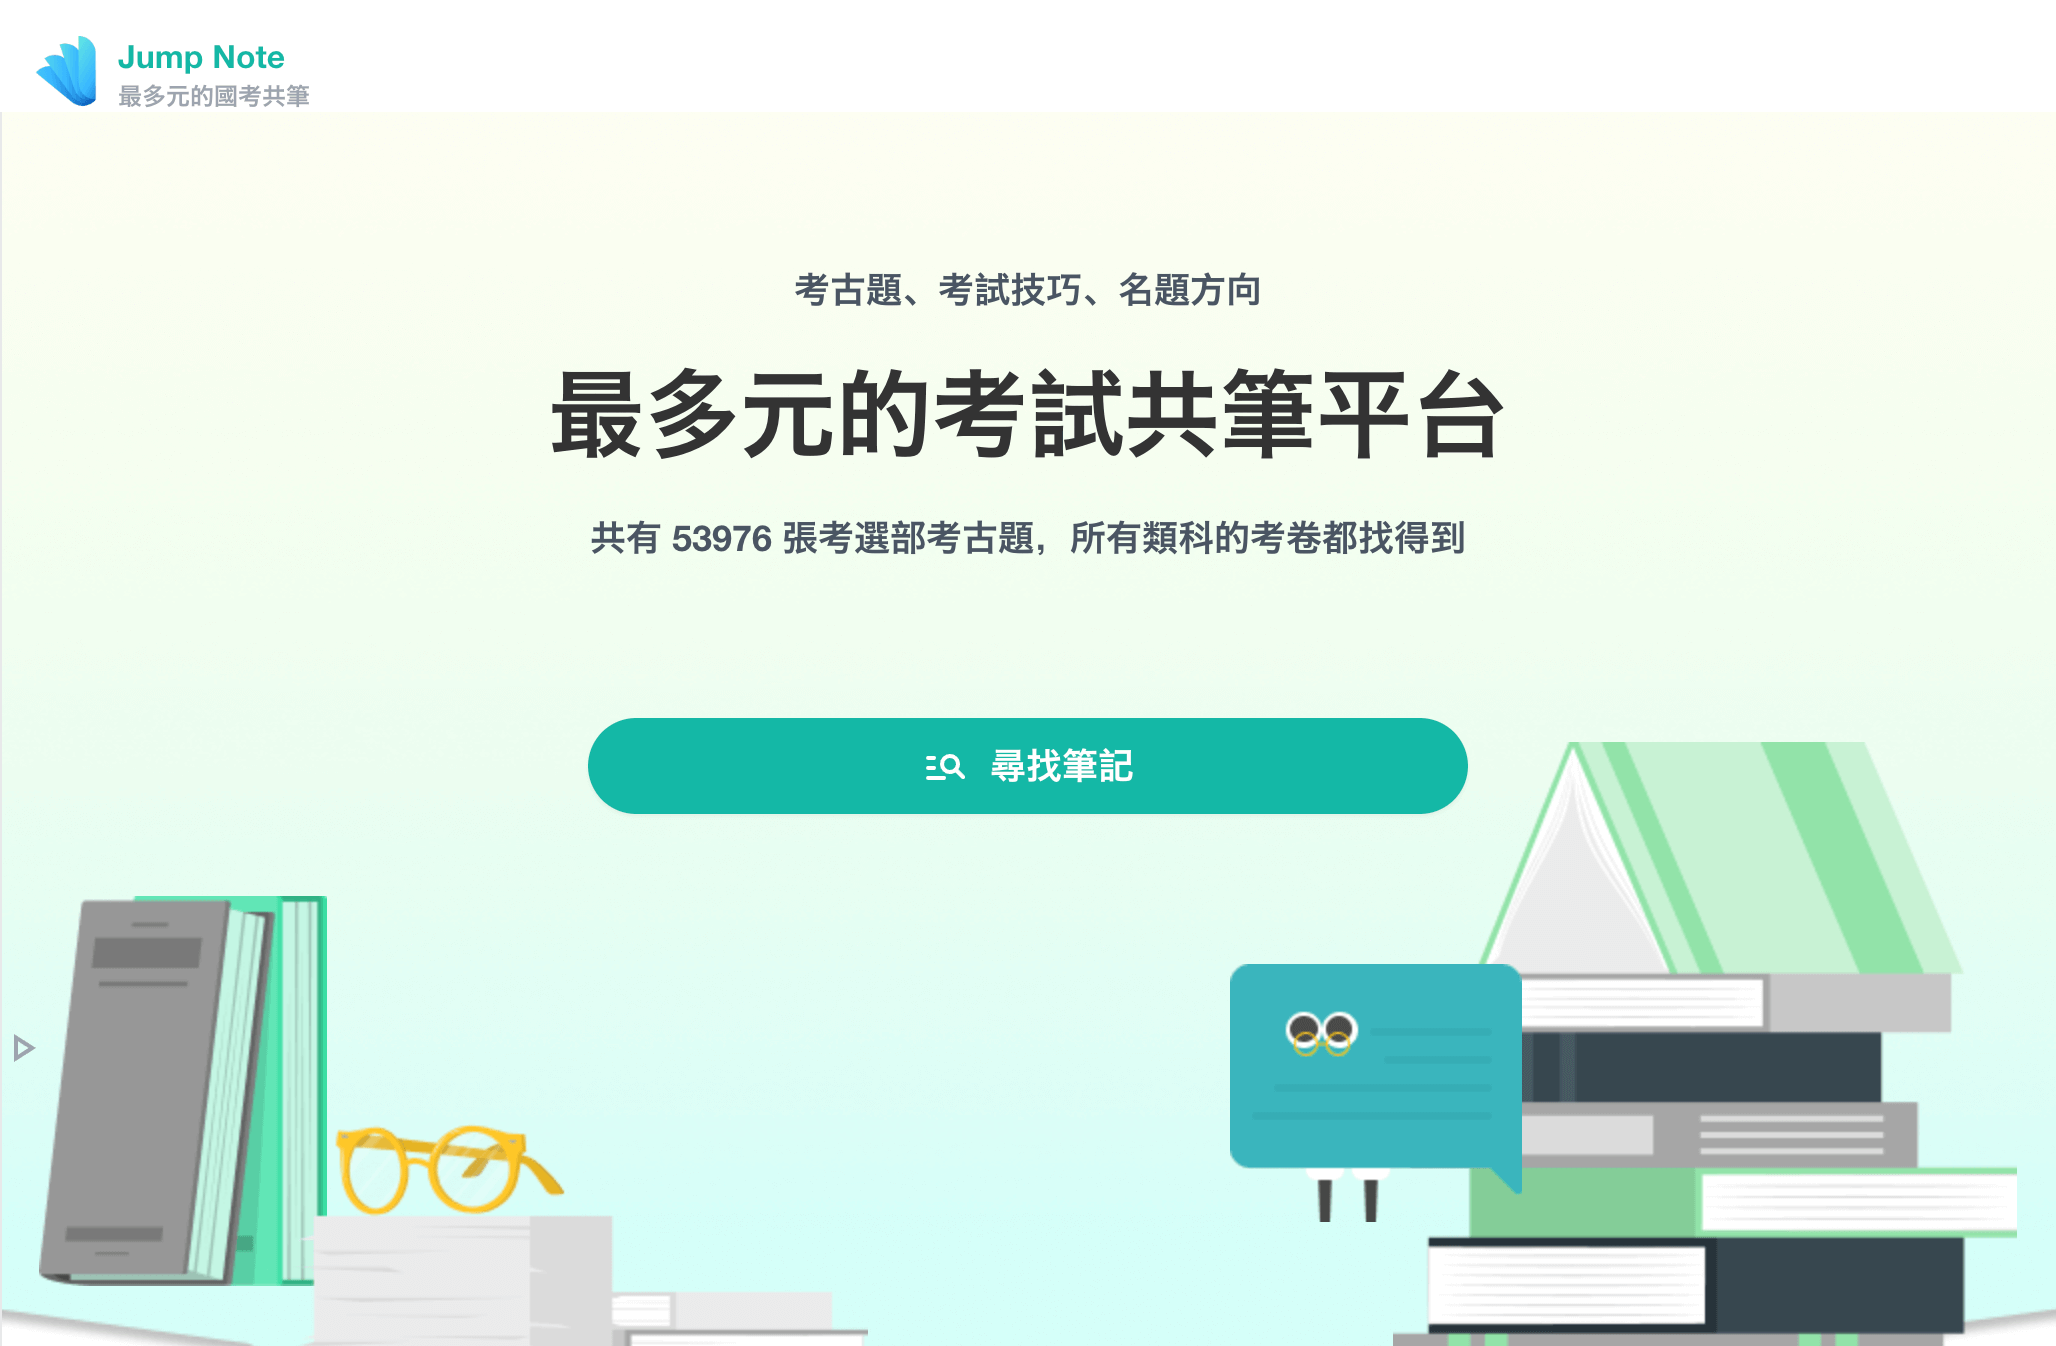 Jump Note
最多元的國考共筆
考古題、考試技巧、名題方向
最多元的考試共筆平台
共有 53976 張考選部考古題，所有類科的考卷都找得到
尋找筆記